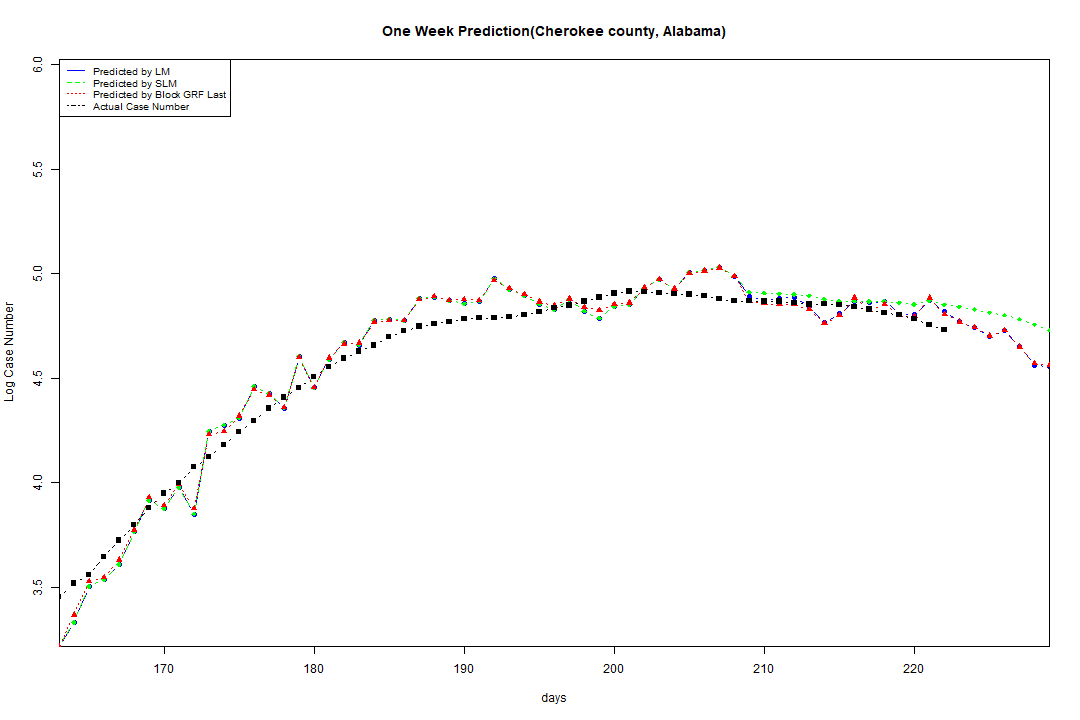 One Week Prediction(Cherokee county, Alabama)
6.0
Predicted by LM
Predicted by SLM
Predicted by Block GRF Last
Actual Case Number
5.5
5.0
4.5
4.0
3.5
Log Case Number
170 180 190 200 210 220
days